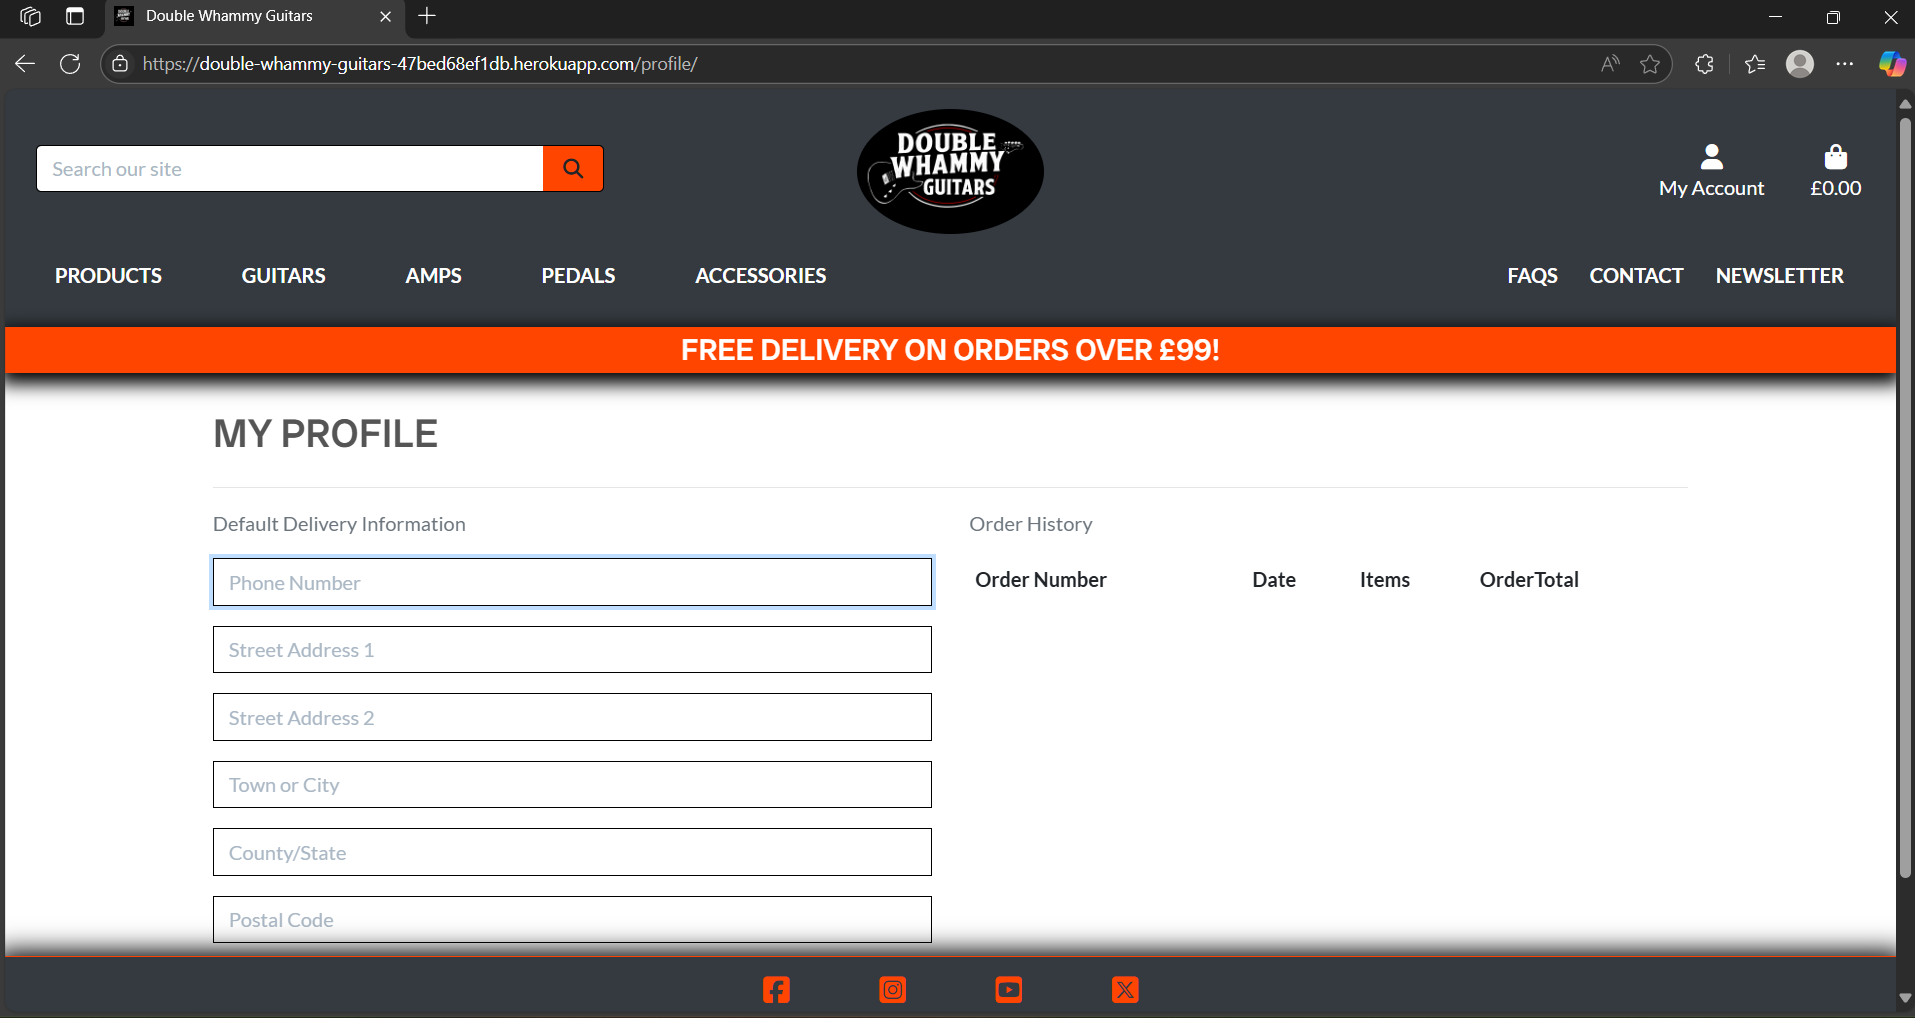 Double Whammy Guitars
https://double-whammy-guitars-47bed68ef1db.herokuapp.com/profile/
Search our site
DOUBLE
WHAMMY
GUITARS
My Account
£0.00
PRODUCTS GUITARS AMPS PEDALS ACCESSORIES FAQS CONTACT NEWSLETTER
FREE DELIVERY ON ORDERS OVER £99!
MY PROFILE
Default Delivery Information
Phone Number
Street Address 1
Street Address 2
Town or City
County/State
Postal Code
Order History
Order Number Date Items OrderTotal